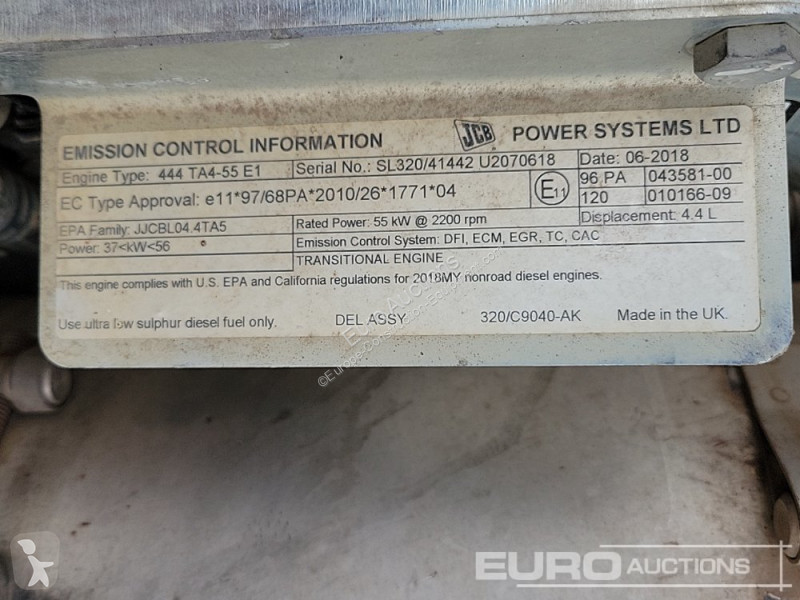 EMISSION CONTROL INFORMATION JCB POWER SYSTEMS LTD
Engine Type: 444 TA4-55 E1 Serial No.: SL320/41442 U2070618 Date: 06-2018
EC Type Approval: e11*97/68PA*2010/26*1771*04 E11 96 PA 043581-00
120 010166-09
EPA Family: JJCBL04.4TA5 Rated Power: 55 kW @ 2200 rpm Displacement: 4.4 L
Power: 37<kW<56 Emission Control System: DFI, ECM, EGR, TC, CAC
TRANSITIONAL ENGINE
This engine complies with U.S. EPA and California regulations for 2018MY nonroad diesel engines.
Use ultra low sulphur diesel fuel only. DEL ASSY 320/C9040-AK Made in the UK.
EURO AUCTIONS